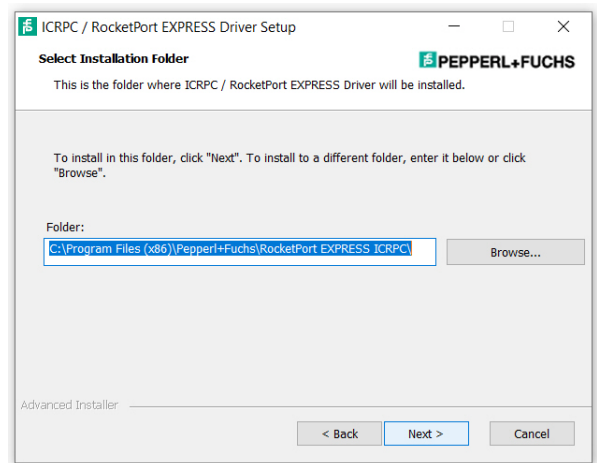 ICRPC / RocketPort EXPRESS Driver Setup
Select Installation Folder
PEPPERL+FUCHS
This is the folder where ICRPC / RocketPort EXPRESS Driver will be installed.
To install in this folder, click "Next". To install to a different folder, enter it below or click
"Browse".
Folder:
C:\Program Files (x86)\Pepperl+Fuchs\RocketPort EXPRESS ICRPC\
Browse...
Advanced Installer
< Back Next > Cancel